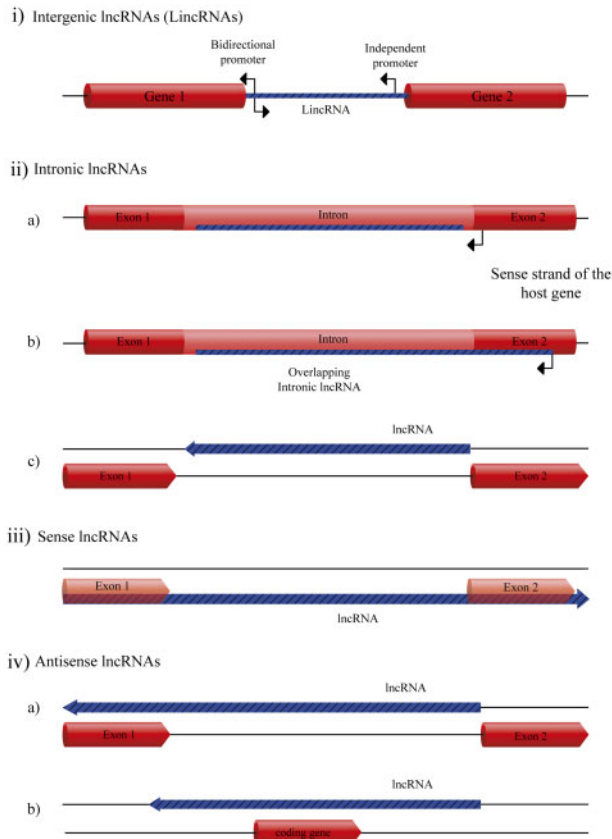 i) Intergenic lncRNAs (LincRNAs)
Bidirectional
promoter
Independent
promoter
Gene 1
LincRNA
Gene 2
ii) Intronic lncRNAs
a)
Exon 1
Intron
Exon 2
Sense strand of the
host gene
b)
Exon 1
Intron
Exon 2
Overlapping
Intronic lncRNA
c)
lncRNA
Exon 1
Exon 2
iii) Sense lncRNAs
Exon 1
Exon 2
lncRNA
iv) Antisense lncRNAs
a)
lncRNA
Exon 1
Exon 2
b)
lncRNA
coding gene